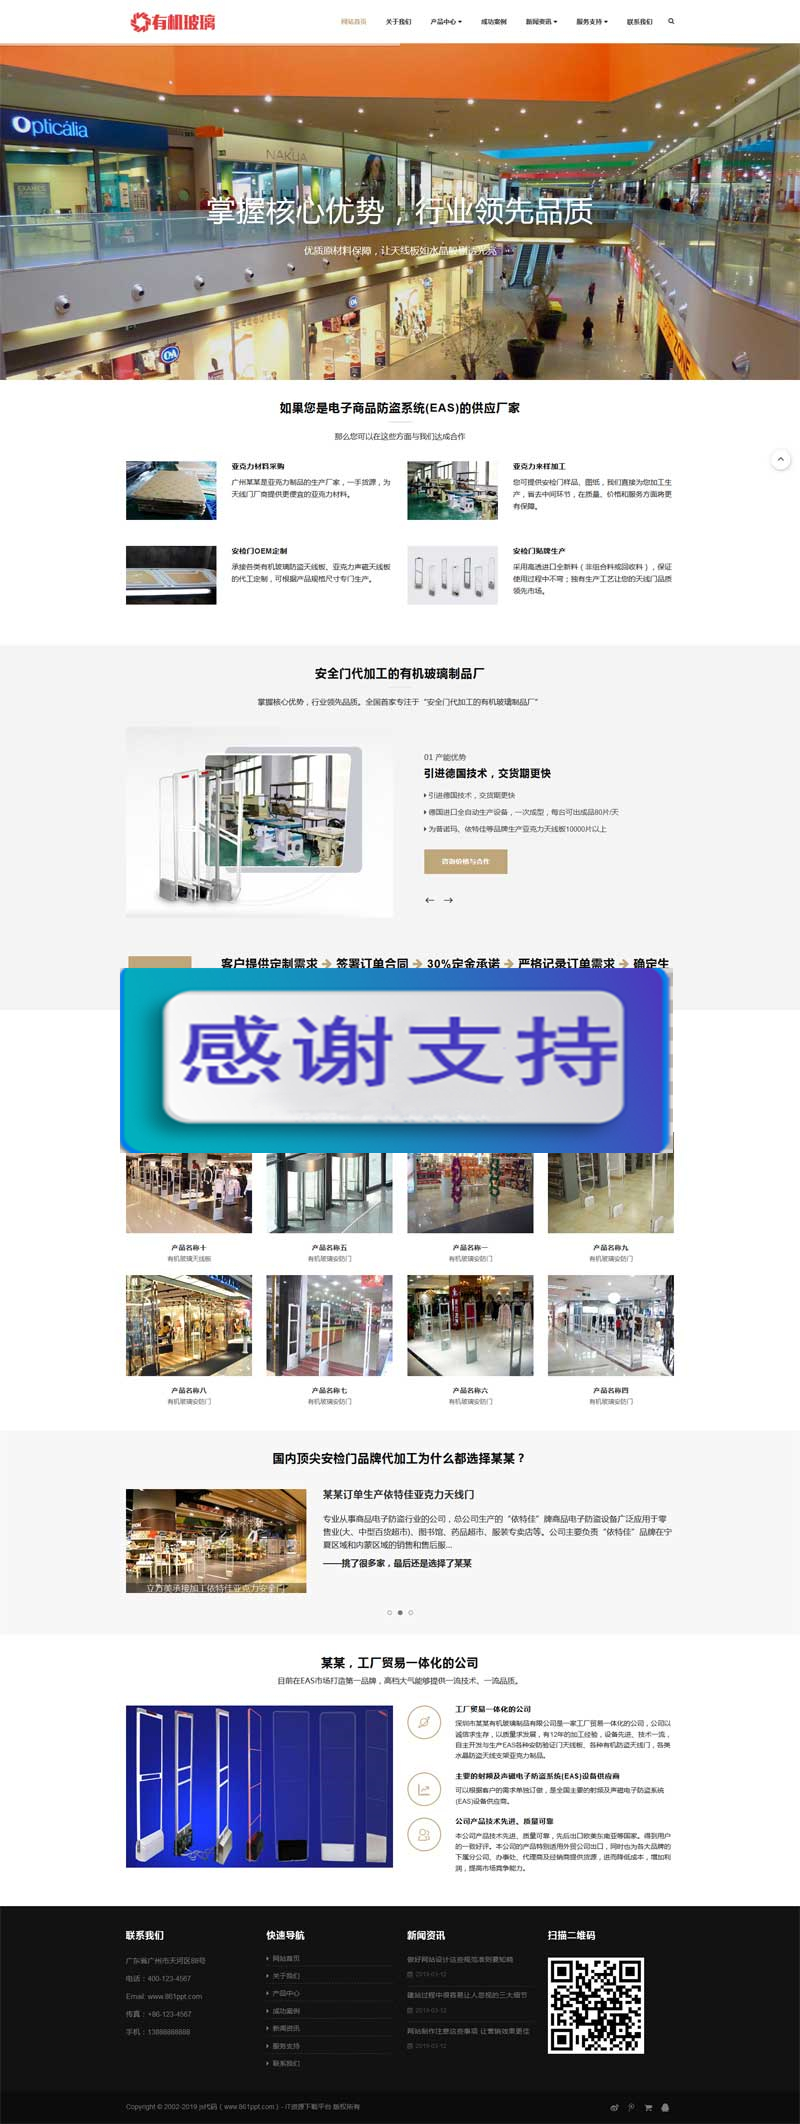 有机玻璃
网站首页 关于我们 产品中心 成功案例 新闻资讯 服务支持 联系我们
Opticália
NAKUA
掌握核心优势，行业领先品质
优质原材料保障，让天线板如水晶般剔透光亮
如果您是电子商品防盗系统(EAS)的供应厂家
那么您可以在这些方面与我们达成合作
亚克力材料采购
广州某某是亚克力制品的生产厂家，一手货源，为
天线门厂商提供更便宜的亚克力材料。
亚克力来样加工
您可提供安检门样品、图纸，我们直接为您加工生
产，省去中间环节，在质量、价格和服务方面将更
有保障。
安检门OEM定制
承接各类有机玻璃防盗天线板、亚克力声磁天线板
的代工定制，可根据产品规格尺寸专门生产。
安检门贴牌生产
采用高透进口全新料（非组合料或回收料），保证
使用过程中不弯；独有生产工艺让您的天线门品质
领先市场。
安全门代加工的有机玻璃制品厂
掌握核心优势，行业领先品质。全国首家专注于“安全门代加工的有机玻璃制品厂”
01 产能优势
引进德国技术，交货期更快
引进德国技术，交货期更快
德国进口全自动生产设备，一次成型，每台可出成品80片/天
为普诺玛、依特佳等品牌生产亚克力天线板10000片以上
咨询价格与合作
客户提供定制需求 → 签署订单合同 → 30%定金承诺 → 严格记录订单需求 → 确定生
感谢支持
产品名称十
有机玻璃天线板
产品名称五
有机玻璃安防门
产品名称一
有机玻璃安防门
产品名称九
有机玻璃安防门
产品名称八
有机玻璃安防门
产品名称七
有机玻璃安防门
产品名称六
有机玻璃安防门
产品名称四
有机玻璃安防门
国内顶尖安检门品牌代加工为什么都选择某某？
立方美承接加工依特佳亚克力安全门
某某订单生产依特佳亚克力天线门
专业从事商品电子防盗行业的公司，总公司生产的“依特佳”牌商品电子防盗设备广泛应用于零
售业(大、中型百货超市)、图书馆、药品超市、服装专卖店等。公司主要负责“依特佳”品牌在宁
夏区域和内蒙区域的销售和售后服...
——挑了很多家，最后还是选择了某某
某某，工厂贸易一体化的公司
目前在EAS市场打造第一品牌，高档大气能够提供一流技术、一流品质。
工厂贸易一体化的公司
深圳市某某有机玻璃制品有限公司是一家工厂贸易一体化的公司，公司以
诚信求生存，以质量求发展，有12年的加工经验，设备先进、技术一流，
自主开发与生产EAS各种安防验证门天线板、各种有机防盗天线门，各类
水晶防盗天线支架亚克力制品。
主要的射频及声磁电子防盗系统(EAS)设备供应商
可以根据客户的需求单独订做，是全国主要的射频及声磁电子防盗系统
(EAS)设备供应商。
公司产品技术先进、质量可靠
本公司产品技术先进、质量可靠，先后出口欧美东南亚等国家。得到用户
的一致好评。本公司的产品特别适用外贸公司出口，同时也为各大品牌的
下属分公司、办事处、代理商及经销商提供货源，进而降低成本，增加利
润，提高市场竞争能力。
联系我们
广东省广州市天河区88号
电话：400-123-4567
Email: www.861ppt.com
传真：+86-123-4567
手机：13888888888
快速导航
网站首页
关于我们
产品中心
成功案例
新闻资讯
服务支持
联系我们
新闻资讯
做好网站设计这些规范准则要知晓
2019-03-12
建站过程中很容易让人忽视的三大细节
2019-03-12
网站制作注意这些事项 让营销效果更佳
2019-03-12
扫描二维码
Copyright © 2002-2019 js代码（www.861ppt.com）- IT资源下载平台 版权所有